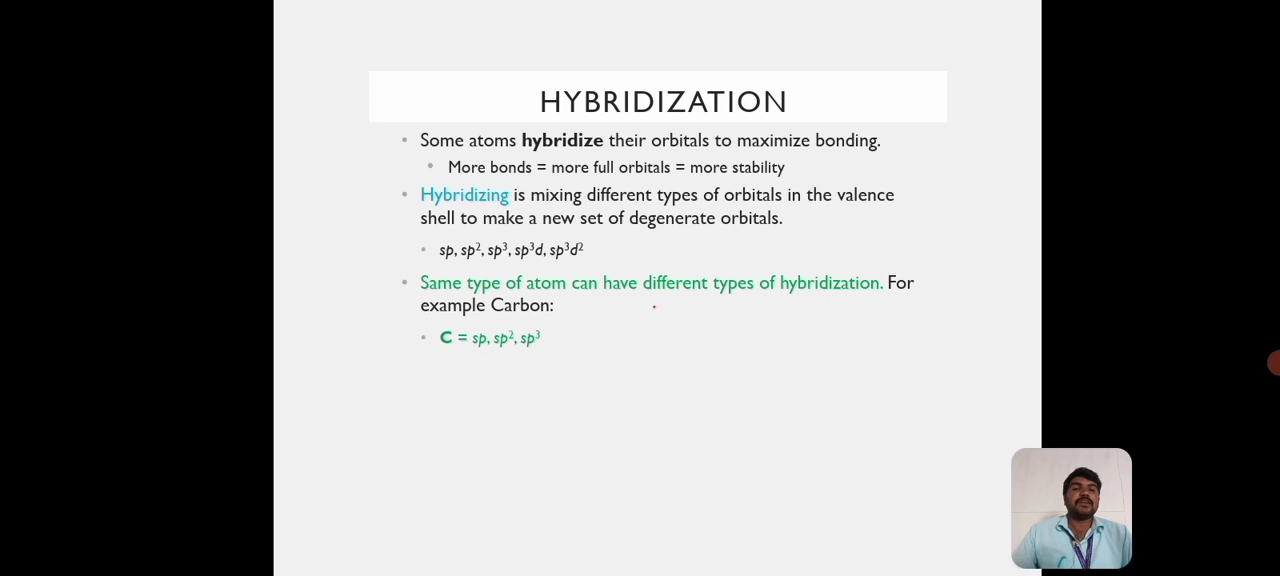 HYBRIDIZATION
• Some atoms hybridize their orbitals to maximize bonding.
• More bonds = more full orbitals = more stability
• Hybridizing is mixing different types of orbitals in the valence
shell to make a new set of degenerate orbitals.
• sp, sp², sp³, sp³d, sp³d²
• Same type of atom can have different types of hybridization. For
example Carbon:
• C = sp, sp², sp³